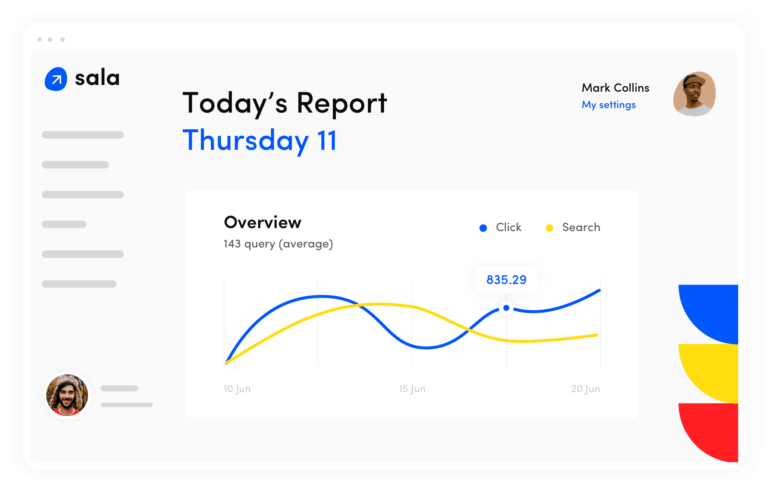 sala
Today's Report
Thursday 11
Mark Collins
My settings
Overview
143 query (average)
Click
Search
835.29
10 Jun
15 Jun
20 Jun